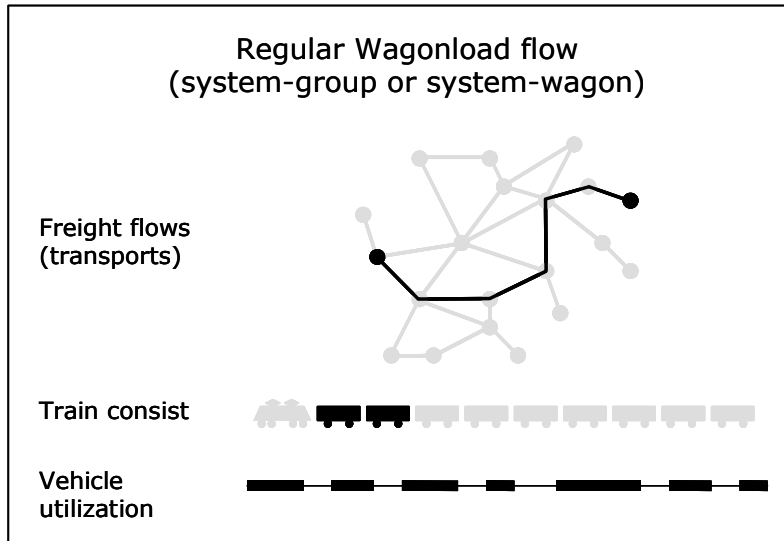 Regular Wagonload flow
(system-group or system-wagon)
Freight flows
(transports)
Train consist
Vehicle
utilization